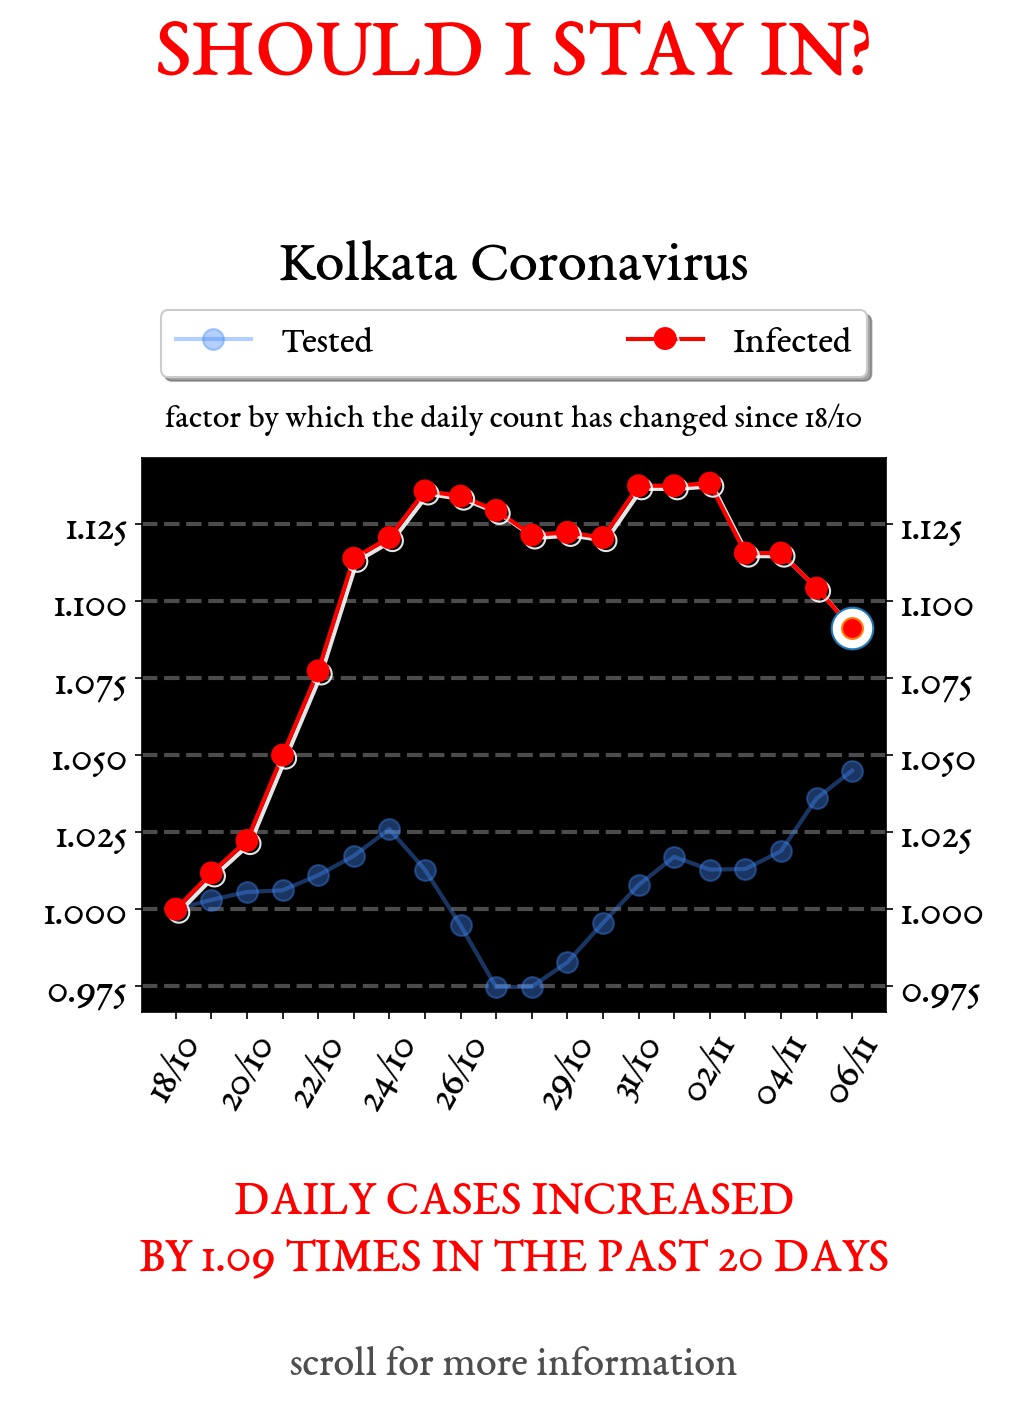 SHOULD I STAY IN?
Kolkata Coronavirus
Tested Infected
factor by which the daily count has changed since 18/10
1.125 1.125
1.100 1.100
1.075 1.075
1.050 1.050
1.025 1.025
1.000 1.000
0.975 0.975
18/10 20/10 22/10 24/10 26/10 29/10 31/10 02/11 04/11 06/11
DAILY CASES INCREASED
BY 1.09 TIMES IN THE PAST 20 DAYS
scroll for more information